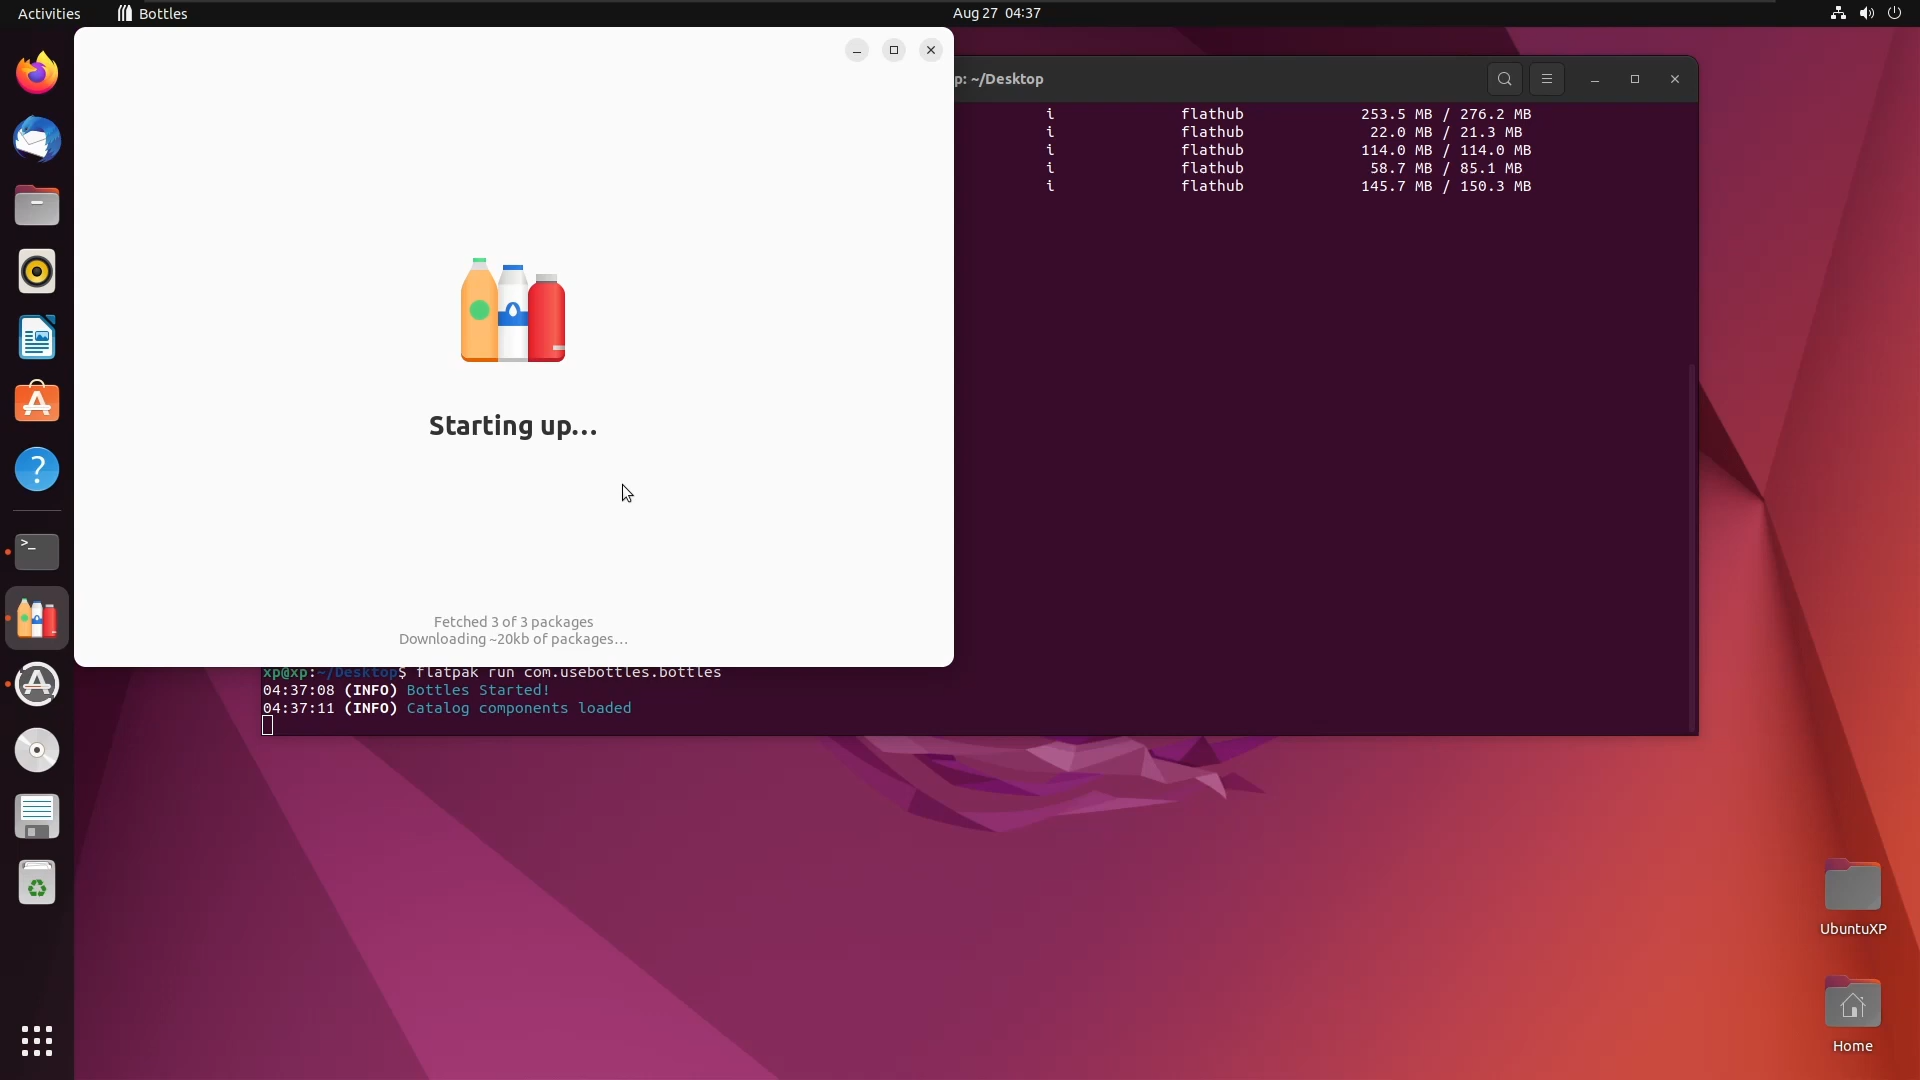 Activities
Bottles
Aug 27 04:37
p: ~/Desktop
i flathub 253.5 MB / 276.2 MB
i flathub 22.0 MB / 21.3 MB
i flathub 114.0 MB / 114.0 MB
i flathub 58.7 MB / 85.1 MB
i flathub 145.7 MB / 150.3 MB
Starting up...
Fetched 3 of 3 packages
Downloading ~20kb of packages...
xp@xp:~/Desktop$ flatpak run com.usebottles.bottles
04:37:08 (INFO) Bottles Started!
04:37:11 (INFO) Catalog components loaded
UbuntuXP
Home